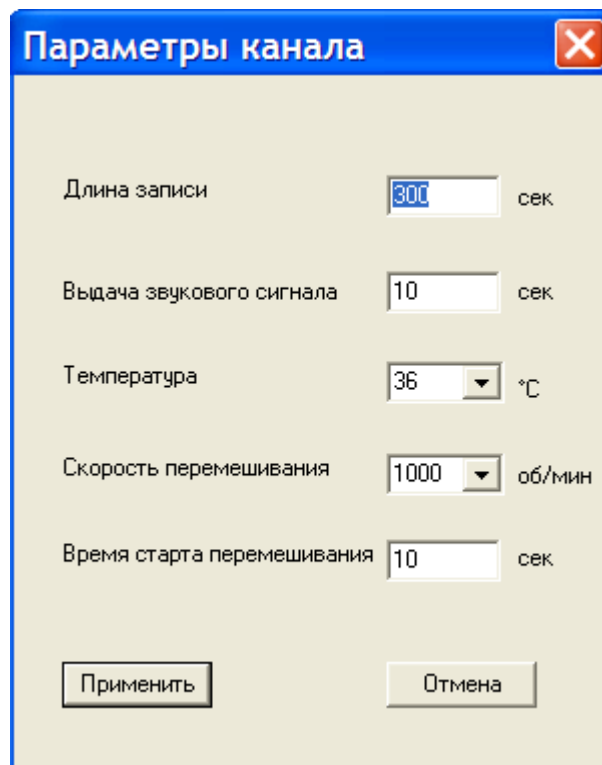 Параметры канала
Длина записи 300 сек
Выдача звукового сигнала 10 сек
Температура 36 °C
Скорость перемешивания 1000 об/мин
Время старта перемешивания 10 сек
Применить Отмена